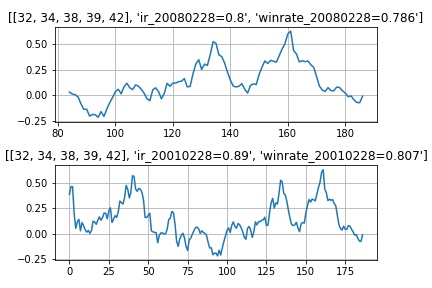 [[32, 34, 38, 39, 42], 'ir_20080228=0.8', 'winrate_20080228=0.786']
0.50
0.25
0.00
−0.25
80 100 120 140 160 180
[[32, 34, 38, 39, 42], 'ir_20010228=0.89', 'winrate_20010228=0.807']
0.50
0.25
0.00
−0.25
0 25 50 75 100 125 150 175